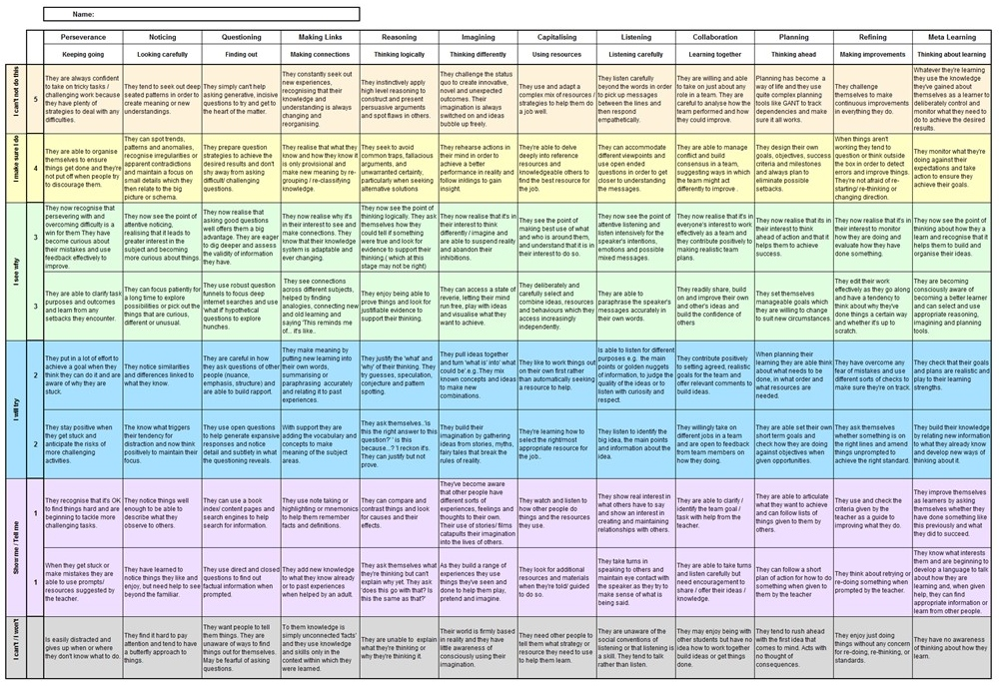 Name:
Perseverance
Noticing
Questioning
Making Links
Reasoning
Imagining
Capitalising
Listening
Collaboration
Planning
Refining
Meta Learning
Keeping going
Looking carefully
Finding out
Making connections
Thinking logically
Thinking differently
Using resources
Listening carefully
Learning together
Thinking ahead
Making improvements
Thinking about learning
I can't not do this
5
They are always confident
to take on tricky tasks /
challenging work because
they have plenty of
strategies to deal with any
difficulties.
They tend to seek out deep
seated patterns in order to
create meaning or new
understanding.
They simply can't help
asking generative, incisive
questions to try and get to
the heart of the matter.
They constantly seek out
new experiences,
recognising that their
knowledge and
understanding is always
changing and
reorganising.
They instinctively apply
high level reasoning to
construct and present
persuasive arguments
and spot flaws in others.
They challenge the status
quo to create innovative,
novel and unexpected
outcomes. Their
imagination is always
switched on and ideas
bubble up freely.
They use and adapt a
complex mix of resources /
strategies to help them do
a job well.
They listen carefully
beyond the words in order
to pick up messages
between the lines and then
respond empathetically.
They are willing and able
to take on just about any
role in a team. They are
careful to analyse how the
team performed and how
they could improve.
Planning has become a
way of life and they use
quite complex planning
tools like GANT to track
dependencies and make
sure it all works.
They challenge
themselves to make
continuous improvements
in everything they do.
Whatever they're learning
they use the knowledge
they've gained about
themselves as a learner to
deliberately control and
monitor what they need to
do to achieve the desired
results.
I make sure I do
4
They are able to organise
themselves to ensure
things get done and they're
not put off when people try
to discourage them.
They can spot trends,
patterns and anomalies,
recognise irregularities or
apparent contradictions
and maintain a focus on
small details which they
then relate to the big
picture or schema.
They prepare question
strategies to achieve the
desired results and don't
shy away from asking
difficult/ challenging
questions.
They realise that what they
know and how they know it
is only provisional and
make new meaning by re-
grouping / re-classifying
knowledge.
They seek to avoid
common traps, fallacious
arguments, and
unwarranted certainty,
particularly when seeking
alternative solutions
They rehearse actions in
their mind in order to
achieve a better
performance in reality and
follow inklings to gain
insight.
They're able to delve
deeply into reference
resources and
knowledgeable others to
find the best resource for
the job.
They can accommodate
different viewpoints and
use open ended
questions in order to get
closer to understanding
the messages.
They are able to manage
conflict and build
consensus in a team,
suggesting ways in which
the team might act
differently to improve .
They design their own
goals, objectives, success
criteria and milestones
and always plan to
eliminate possible
setbacks.
When things aren't
working they tend to
question or think outside
the box in order to detect
errors and improve things.
They're not afraid of re-
starting/ re-thinking or
changing direction.
They monitor what they're
doing against their
expectations and take
action to ensure they
achieve their goals.
I see why
3
They now recognise that
persevering with and
overcoming difficulty is a
win for them They have
become curious about
their mistakes and use
feedback effectively to
improve.
They now see the point of
attentive noticing,
realising that it leads to
greater interest in the
subject and becoming
more curious about things.
They now realise that
asking good questions
well offers them a big
advantage. They are eager
to dig deeper and assess
the validity of information
they have.
They now realise why it's
in their interest to see and
make connections. They
know that their knowledge
system is adaptable and
ever changing.
They now see the point of
thinking logically. They ask
themselves how they
could tell if something
were true and look for
evidence to support their
thinking,( which at this
stage may not be right)
They now realise that it's in
their interest to think
differently / imagine and
are able to suspend reality
and abandon their
inhibitions.
They see the point of
making best use of what
and who is around them,
and understand that it is in
their interest to do so.
They now see the point of
attentive listening and
listen intensively for the
speaker's intentions,
emotions and possible
mixed messages.
They now realise that it's in
everyone's interest to work
effectively as a team and
they contribute positively to
making realistic team
plans.
They now realise that its in
their interest to think
ahead of action and that it
helps them to achieve
success.
They now realise that its in
their interest to monitor
how they are doing and
evaluate how they have
done something.
They now see the point of
thinking about how they
learn and recognise that it
helps them to build and
organise their ideas.
3
They are able to clarify task
purposes and outcomes
and learn from any
setbacks they encounter.
They can focus patiently for
a long time to explore
possibilities or pick out out
things that are curious,
different or unusual.
They use robust question
funnels to focus deep
internet searches and use
'what if' hypothetical
questions to explore
hunches.
They see connections
across different subjects,
helped by finding
analogies, connecting new
and old learning and
saying 'This reminds me
of... it's like..
They enjoy being able to
prove things and look for
justifiable evidence to
support their thinking.
They can access a state of
reverie, letting their mind
run free, play with ideas
and visualise what they
want to achieve.
They deliberately and
carefully select and
combine ideas, resources
and behaviours which they
access increasingly
independently.
They are able to
paraphrase the speaker's
messages accurately in
their own words.
They readily share, build
on and improve their own
and other's ideas and
build the confidence of
others
They set themselves
manageable goals which
they are willing to change
to suit new circumstances.
They edit their work
effectively as they go along
and have a tendency to
think about why they've
done things a certain way
and whether it's up to
scratch.
They are becoming
consciously aware of
becoming a better learner
and can select and use
appropriate reasoning,
imagining and planning
tools.
I will try
2
They put in a lot of effort to
achieve a goal when they
think they can do it and are
aware of why they are
stuck.
They notice similarities
and differences linked to
what they know.
They are careful in how
they ask questions of other
people (nuance,
emphasis, structure) and
are able to build rapport.
They make meaning by
putting new learning into
their own words,
summarising or
paraphrasing accurately
and relating it to past
experiences.
They justify the 'what' and
'why' of their thinking. They
try guesses, speculation,
conjecture and pattern
spotting.
They pull ideas together
and turn 'what is' into 'what
could be' e.g..They mix
known concepts and ideas
to make new
combinations.
They like to work things out
on their own first rather
than automatically seeking
a resource to help.
Is able to listen for different
purposes e.g. the main
points or golden nuggets
of information, to judge the
quality of the ideas or to
listen with curiosity and
respect.
They contribute positively
to setting agreed, realistic
goals for the team and
offer relevant comments to
build ideas.
When planning their
learning they are able think
about what needs to be
done, in what order and
what resources are
needed.
They have overcome any
fear of mistakes and use
different sorts of checks to
make sure they're on track.
They check that their goals
and plans are realistic and
play to their learning
strengths.
2
They stay positive when
they get stuck and
anticipate the risks of
more challenging
activities.
The know what triggers
their tendency for
distraction and now think
positively to maintain their
focus.
They use open questions
to help generate expansive
responses and notice
detail and subtlety in what
the questioning reveals.
With support they are
adding the vocabulary and
concepts to make
meaning of the subject
areas.
They ask themselves..'is
this the right answer to this
question?' ' is this
because...? 'I reckon it's.
They can justify but not
prove.
They build their
imagination by gathering
ideas from stories, myths,
fairy tales that break the
rules of reality.
They're learning how to
select the right/most
appropriate resource for
the job..
They listen to identify the
big idea, the main points
and information about the
idea.
They willingly take on
different jobs in a team
and are open to feedback
from team members on
how they doing.
They are able set their own
short term goals and
check how they are doing
against objectives when
given opportunities.
They ask themselves
whether something is on
the right lines and amend
things unprompted to
achieve the right standard.
They build their knowledge
by relating new information
to what they already know
and develop new ways of
thinking about it.
Show me / Tell me
1
They recognise that it's OK
to find things hard and are
beginning to tackle more
challenging tasks.
They notice things well
enough to be able to
describe what they
observe to others.
They can use a book
index/ content pages and
search engines to help
search for information.
They use note taking or
highlighting or mnemonics
to help them remember
facts and definitions.
They can compare and
contrast things and look
for causes and their
effects.
They've become aware
that other people have
different sorts of
experiences, feelings and
thoughts to their own.
Their use of stories/ films
catapults their imagination
into the lives of others.
They watch and listen to
how other people do
things and the resources
they use.
They show real interest in
what others have to say
and show an interest in
creating and maintaining
relationships with others.
They are able to clarify /
identify the team goal /
task with help from the
teacher.
They are able to articulate
what they want to achieve
and can follow lists of
things given to them by
others.
They use and check the
criteria given by the
teacher as a guide to
improving what they do.
They improve themselves
as learners by asking
themselves whether they
have done something like
this previously and what
they did to succeed.
1
When they get stuck or
make mistakes they are
able to use prompts/
resources suggested by
the teacher.
They have learned to
notice things they like and
enjoy, but need help to see
beyond the familiar.
They use direct and closed
questions to find out
factual information when
prompted.
They add new knowledge
to what they know already
or to past experiences
when helped by an adult.
They ask themselves what
they're thinking but can't
explain why yet. They ask
'does this go with? Is this
the same as that?'
As they build a range of
experiences they use
things they've seen and
done to help them play,
pretend and imagine.
They look for additional
resources and materials
when they're told/ guided
to do so.
They take turns in
speaking to others and
maintain eye contact with
the speaker as they try to
make sense of what is
being said.
They are able to take turns
and listen carefully but
need encouragement to
share / offer their ideas /
knowledge.
They can follow a short
plan of action for how to do
something when given to
them by others.
They think about retrying or
re-doing something when
prompted by the teacher.
They know what interests
them and are beginning to
develop a language to talk
about how they are
learning and, when given
help, they can find
appropriate information or
learn from other people.
I can't / I won't
Is easily distracted and
gives up when or where
they don't know what to do.
They find it hard to pay
attention and tend to have
a butterfly approach to
things.
They want people to tell
them things. They are
unaware of ways to find
things out for themselves.
May be fearful of asking
questions.
To them knowledge is
simply unconnected 'facts'
and they use knowledge
and skills only in the
context within which they
were learned.
They are unable to explain
what they're thinking or
why they're thinking it.
Their world is firmly based
in reality and they have
little awareness of
consciously using their
imagination.
They need other people to
tell them what strategy or
resource they need to use
to help them learn.
They are unaware of the
social conventions of
listening or that listening is
a skill. They tend to talk
rather than listen.
They may enjoy being with
other students but have no
idea how to work together
build ideas or get things
done.
They tend to rush ahead
with the first idea that
comes to mind. Acts with
no thought of
consequences.
They enjoy just doing
things without any concern
for re-doing, re-thinking, or
standards.
They have no awareness
of thinking about how they
learn.